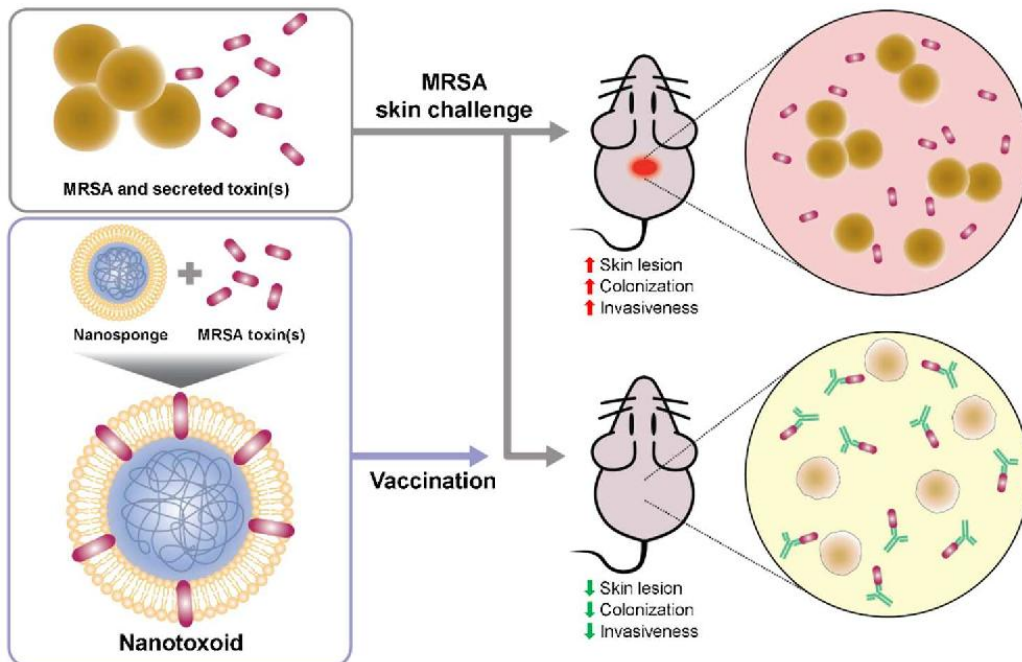 MRSA and secreted toxin(s)
MRSA
skin challenge
Skin lesion
Colonization
Invasiveness
Nanosponge
MRSA toxin(s)
Nanotoxoid
Vaccination
Skin lesion
Colonization
Invasiveness